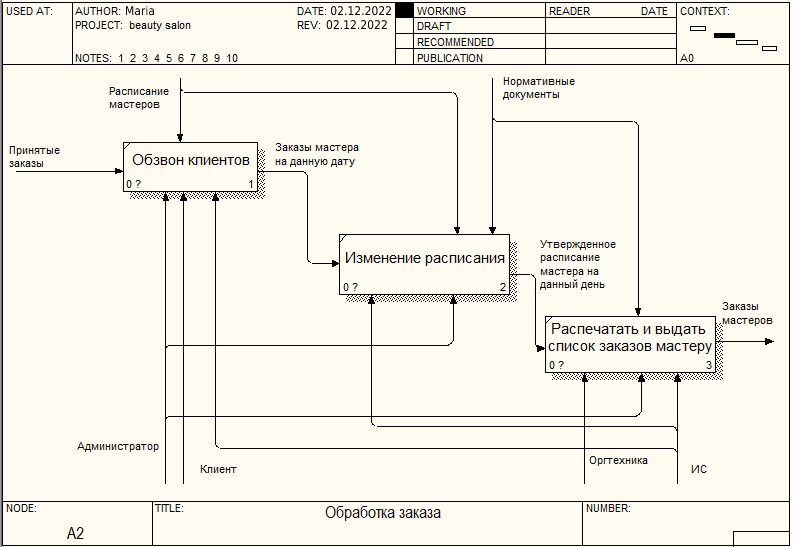 USED AT:
AUTHOR: Maria
DATE: 02.12.2022
PROJECT: beauty salon
REV: 02.12.2022
NOTES: 1 2 3 4 5 6 7 8 9 10
WORKING
DRAFT
RECOMMENDED
PUBLICATION
READER DATE
CONTEXT:
A0
Расписание
мастеров
Нормативные
документы
Принятые
заказы
Обзвон клиентов
0 ? 1
Заказы мастера
на данную дату
Изменение расписания
0 ? 2
Утвержденное
расписание
мастера на
данный день
Распечатать и выдать
список заказов мастеру
0 ? 3
Заказы
мастеров
Администратор
Клиент
Оргтехника
ИС
NODE:
A2
TITLE:
Обработка заказа
NUMBER: